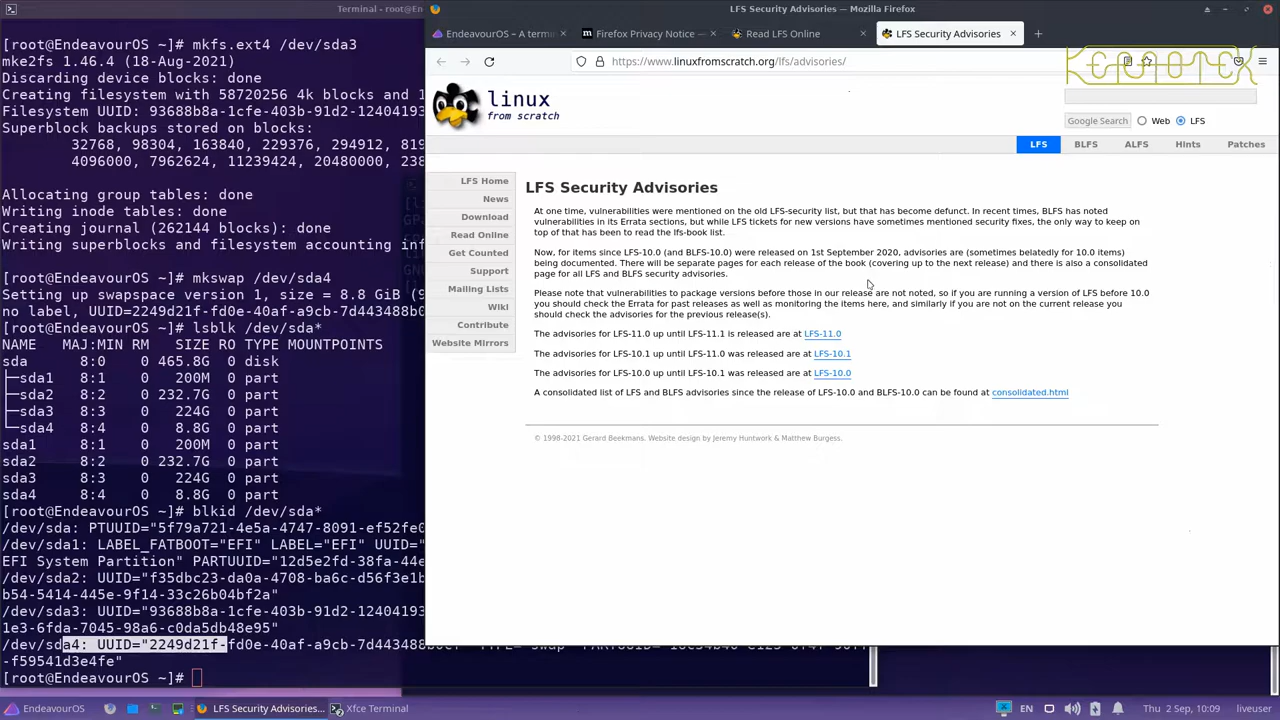 Terminal - root@En
[root@EndeavourOS ~]# mkfs.ext4 /dev/sda3
mke2fs 1.46.4 (18-Aug-2021)
Discarding device blocks: done
Creating filesystem with 58720256 4k blocks and 1
Filesystem UUID: 93688b8a-1cfe-403b-91d2-12404193
Superblock backups stored on blocks:
32768, 98304, 163840, 229376, 294912, 819
4096000, 7962624, 11239424, 20480000, 238
Allocating group tables: done
Writing inode tables: done
Creating journal (262144 blocks): done
Writing superblocks and filesystem accounting inf
[root@EndeavourOS ~]# mkswap /dev/sda4
Setting up swapspace version 1, size = 8.8 GiB (9
no label, UUID=2249d21f-fd0e-40af-a9cb-7d443488
[root@EndeavourOS ~]# lsblk /dev/sda*
NAME MAJ:MIN RM SIZE RO TYPE MOUNTPOINTS
sda 8:0 0 465.8G 0 disk
├─sda1 8:1 0 200M 0 part
├─sda2 8:2 0 232.7G 0 part
├─sda3 8:3 0 224G 0 part
└─sda4 8:4 0 8.8G 0 part
sda1 8:1 0 200M 0 part
sda2 8:2 0 232.7G 0 part
sda3 8:3 0 224G 0 part
sda4 8:4 0 8.8G 0 part
[root@EndeavourOS ~]# blkid /dev/sda*
/dev/sda: PTUUID="5f79a721-4e5a-4747-8091-ef52fe0
/dev/sda1: LABEL_FATBOOT="EFI" LABEL="EFI" UUID="
EFI System Partition" PARTUUID="12d5e2fd-38fa-44e
/dev/sda2: UUID="f35dbc23-da0a-4708-ba6c-d56f3e1b
b54-5414-445e-9f14-33c26b04bf2a"
/dev/sda3: UUID="93688b8a-1cfe-403b-91d2-12404193
1e3-6fda-7045-98a6-c0da5db48e95"
/dev/sda4: UUID="2249d21f-fd0e-40af-a9cb-7d443488
-f59541d3e4fe"
[root@EndeavourOS ~]#
LFS Security Advisories — Mozilla Firefox
EndeavourOS – A termi
Firefox Privacy Notice —
Read LFS Online
LFS Security Advisories
https://www.linuxfromscratch.org/lfs/advisories/
KERNOTEX
linux
from scratch
Google Search Web LFS
LFS BLFS ALFS Hints Patches
LFS Home
News
Download
Read Online
Get Counted
Support
Mailing Lists
Wiki
Contribute
Website Mirrors
LFS Security Advisories
At one time, vulnerabilities were mentioned on the old LFS-security list, but that has become defunct. In recent times, BLFS has noted
vulnerabiliities in its Errata sections, but while LFS tickets for new versions have sometimes mentioned security fixes, the only way to keep on
top of that has been to read the lfs-book list.
Now, for items since LFS-10.0 (and BLFS-10.0) were released on 1st September 2020, advisories are (sometimes belatedly for 10.0 items)
being documented. There will be separate pages for each release of the book (covering up to the next release) and there is also a consolidated
page for all LFS and BLFS security advisories.
Please note that vulnerabilities to package versions before those in our release are not noted, so if you are running a version of LFS before 10.0
you should check the Errata for past releases as well as monitoring the items here, and similarly if you are not on the current release you
should check the advisories for the previous release(s).
The advisories for LFS-11.0 up until LFS-11.1 is released are at LFS-11.0
The advisories for LFS-10.1 up until LFS-11.0 was released are at LFS-10.1
The advisories for LFS-10.0 up until LFS-10.1 was released are at LFS-10.0
A consolidated list of LFS and BLFS advisories since the release of LFS-10.0 and BLFS-10.0 can be found at consolidated.html
© 1998-2021 Gerard Beekmans. Website design by Jeremy Huntwork & Matthew Burgess.
EndeavourOS
LFS Security Advisories...
Xfce Terminal
EN
Thu 2 Sep, 10:09
liveuser